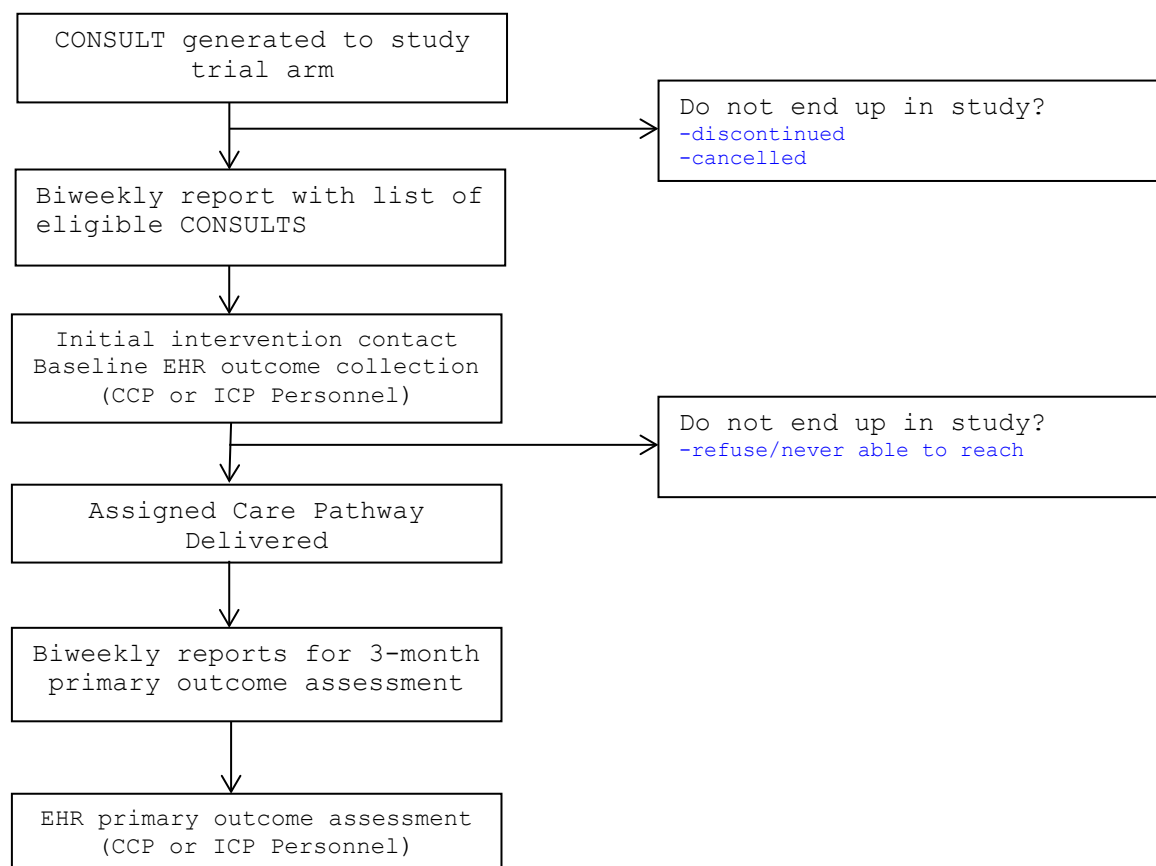 CONSULT generated to study
trial arm
Do not end up in study?
-discontinued
-cancelled
Biweekly report with list of
eligible CONSULTS
Initial intervention contact
Baseline EHR outcome collection
(CCP or ICP Personnel)
Do not end up in study?
-refuse/never able to reach
Assigned Care Pathway
Delivered
Biweekly reports for 3-month
primary outcome assessment
EHR primary outcome assessment
(CCP or ICP Personnel)